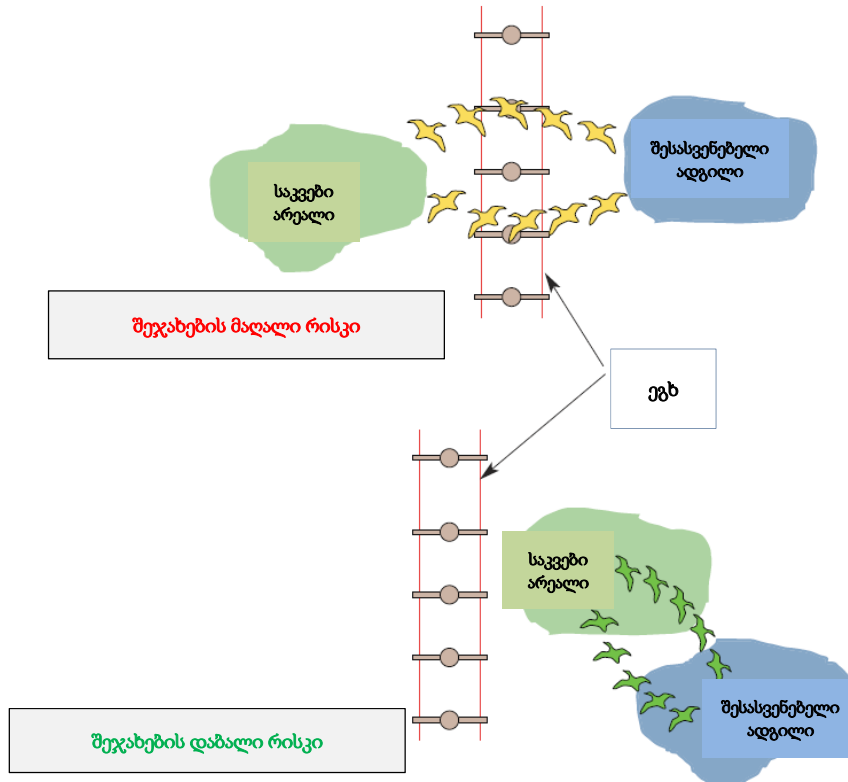 შესასვენებელი
ადგილი
საკვები
არეალი
შეჯახების მაღალი რისკი
ეგხ
საკვები
არეალი
შესასვენებელი
ადგილი
შეჯახების დაბალი რისკი